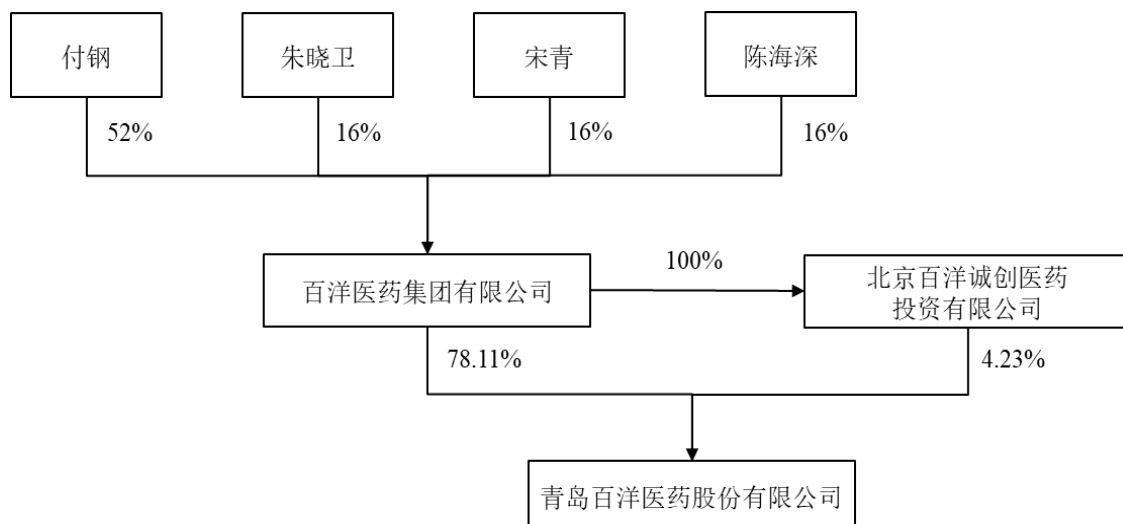 付钢
朱晓卫
宋青
陈海深
52%
16%
16%
16%
百洋医药集团有限公司
100%
北京百洋诚创医药
投资有限公司
78.11%
4.23%
青岛百洋医药股份有限公司